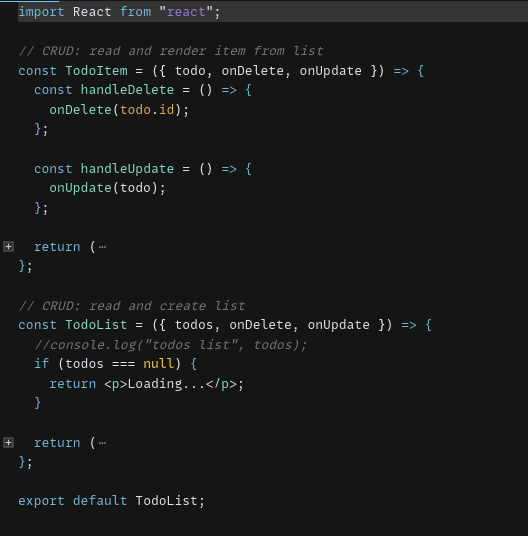 import React from "react";
// CRUD: read and render item from list
const TodoItem = ({ todo, onDelete, onUpdate }) => {
const handleDelete = () => {
onDelete(todo.id);
};
const handleUpdate = () => {
onUpdate(todo);
};
return (⋯
};
// CRUD: read and create list
const TodoList = ({ todos, onDelete, onUpdate }) => {
//console.log("todos list", todos);
if (todos === null) {
return <p>Loading...</p>;
}
return (⋯
};
export default TodoList;